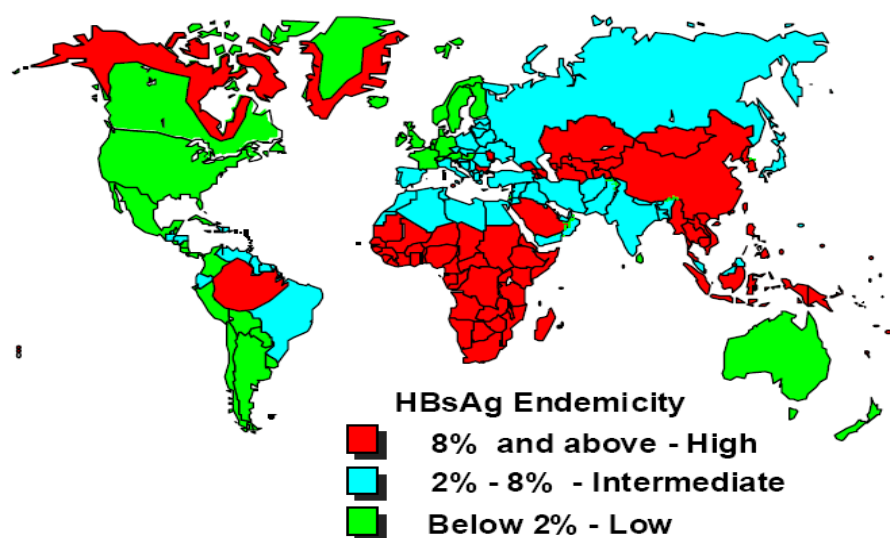 HBsAg Endemicity
8% and above - High
2% - 8% - Intermediate
Below 2% - Low